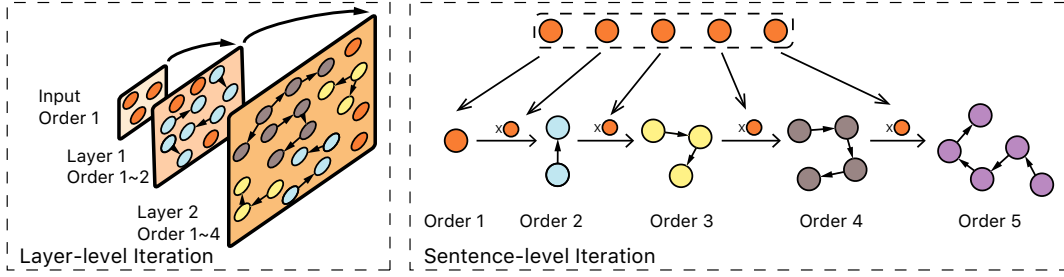 Input
Order 1
Layer 1
Order 1~2
Layer 2
Order 1~4
Layer-level Iteration
x
x
x
x
Order 1
Order 2
Order 3
Order 4
Order 5
Sentence-level Iteration